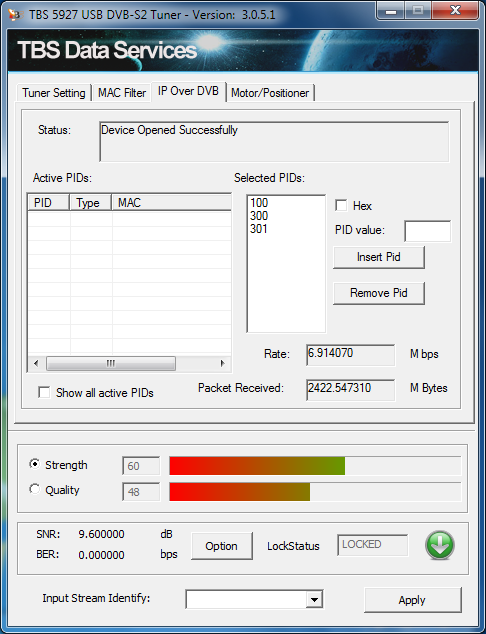 TBS 5927 USB DVB-S2 Tuner - Version: 3.0.5.1
TBS Data Services
Tuner Setting MAC Filter IP Over DVB Motor/Positioner
Status: Device Opened Successfully
Active PIDs: Selected PIDs:
PID Type MAC
100
300
301
Hex
PID value:
Insert Pid
Remove Pid
Rate: 6.914070 M bps
Show all active PIDs
Packet Received: 2422.547310 M Bytes
Strength 60
Quality 48
SNR: 9.600000 dB
BER: 0.000000 bps
Option LockStatus LOCKED
Input Stream Identify: Apply